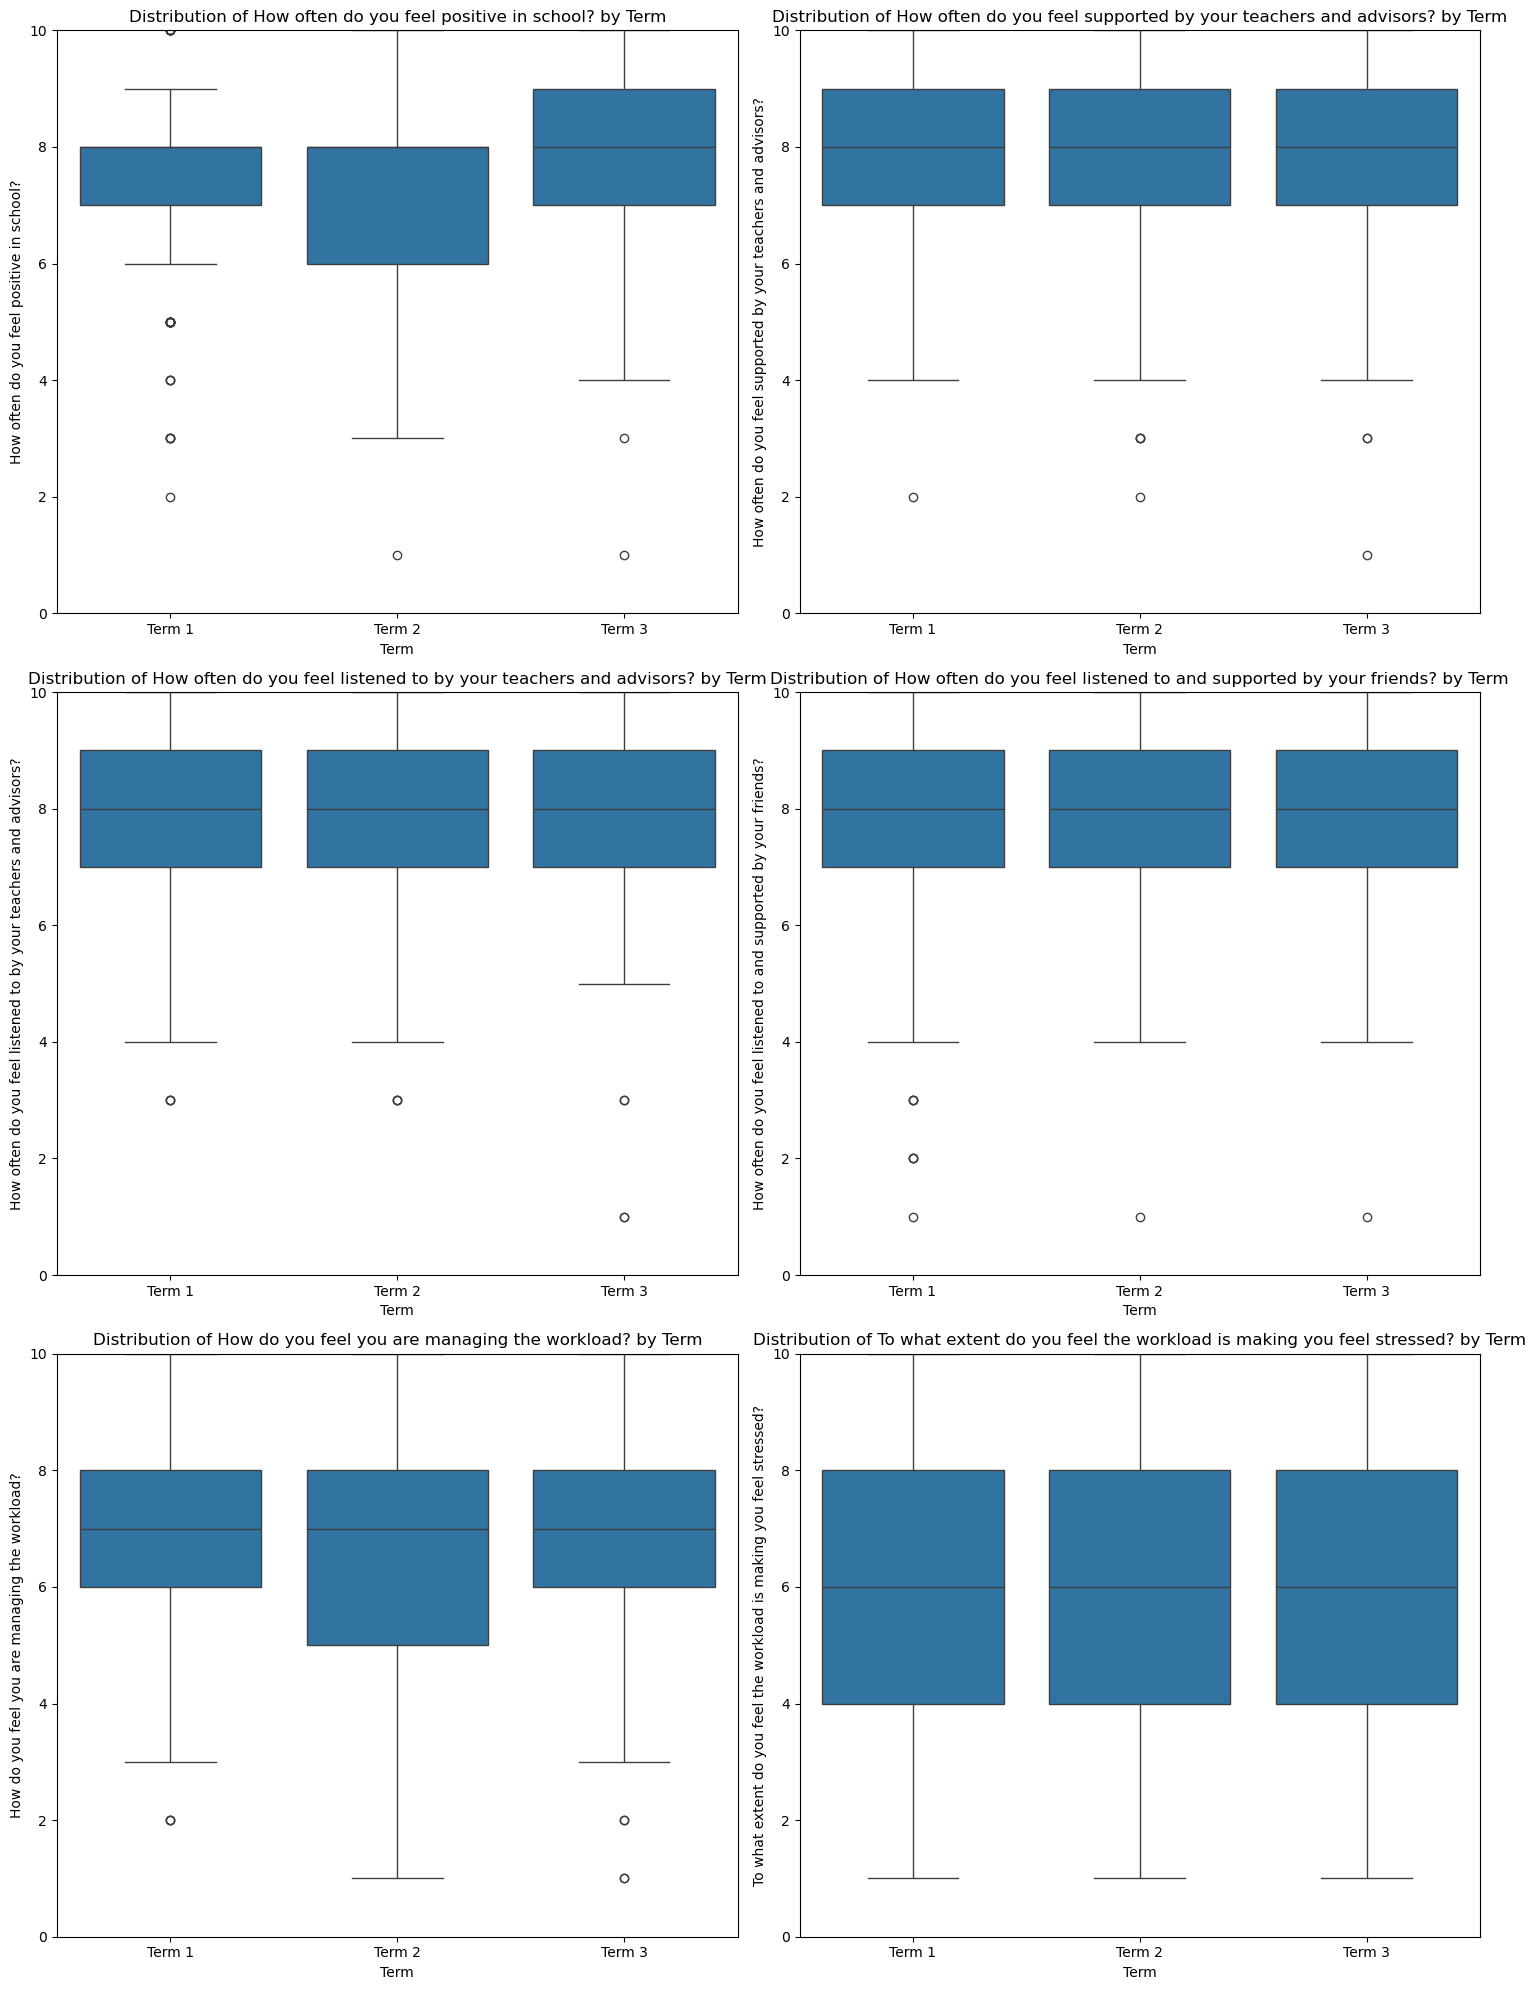 Distribution of How often do you feel positive in school? by Term
How often do you feel positive in school?
10
8
6
4
2
0
Term 1 Term 2 Term 3
Term
Distribution of How often do you feel supported by your teachers and advisors? by Term
How often do you feel supported by your teachers and advisors?
10
8
6
4
2
0
Term 1 Term 2 Term 3
Term
Distribution of How often do you feel listened to by your teachers and advisors? by Term
How often do you feel listened to by your teachers and advisors?
10
8
6
4
2
0
Term 1 Term 2 Term 3
Term
Distribution of How often do you feel listened to and supported by your friends? by Term
How often do you feel listened to and supported by your friends?
10
8
6
4
2
0
Term 1 Term 2 Term 3
Term
Distribution of How do you feel you are managing the workload? by Term
How do you feel you are managing the workload?
10
8
6
4
2
0
Term 1 Term 2 Term 3
Term
Distribution of To what extent do you feel the workload is making you feel stressed? by Term
To what extent do you feel the workload is making you feel stressed?
10
8
6
4
2
0
Term 1 Term 2 Term 3
Term